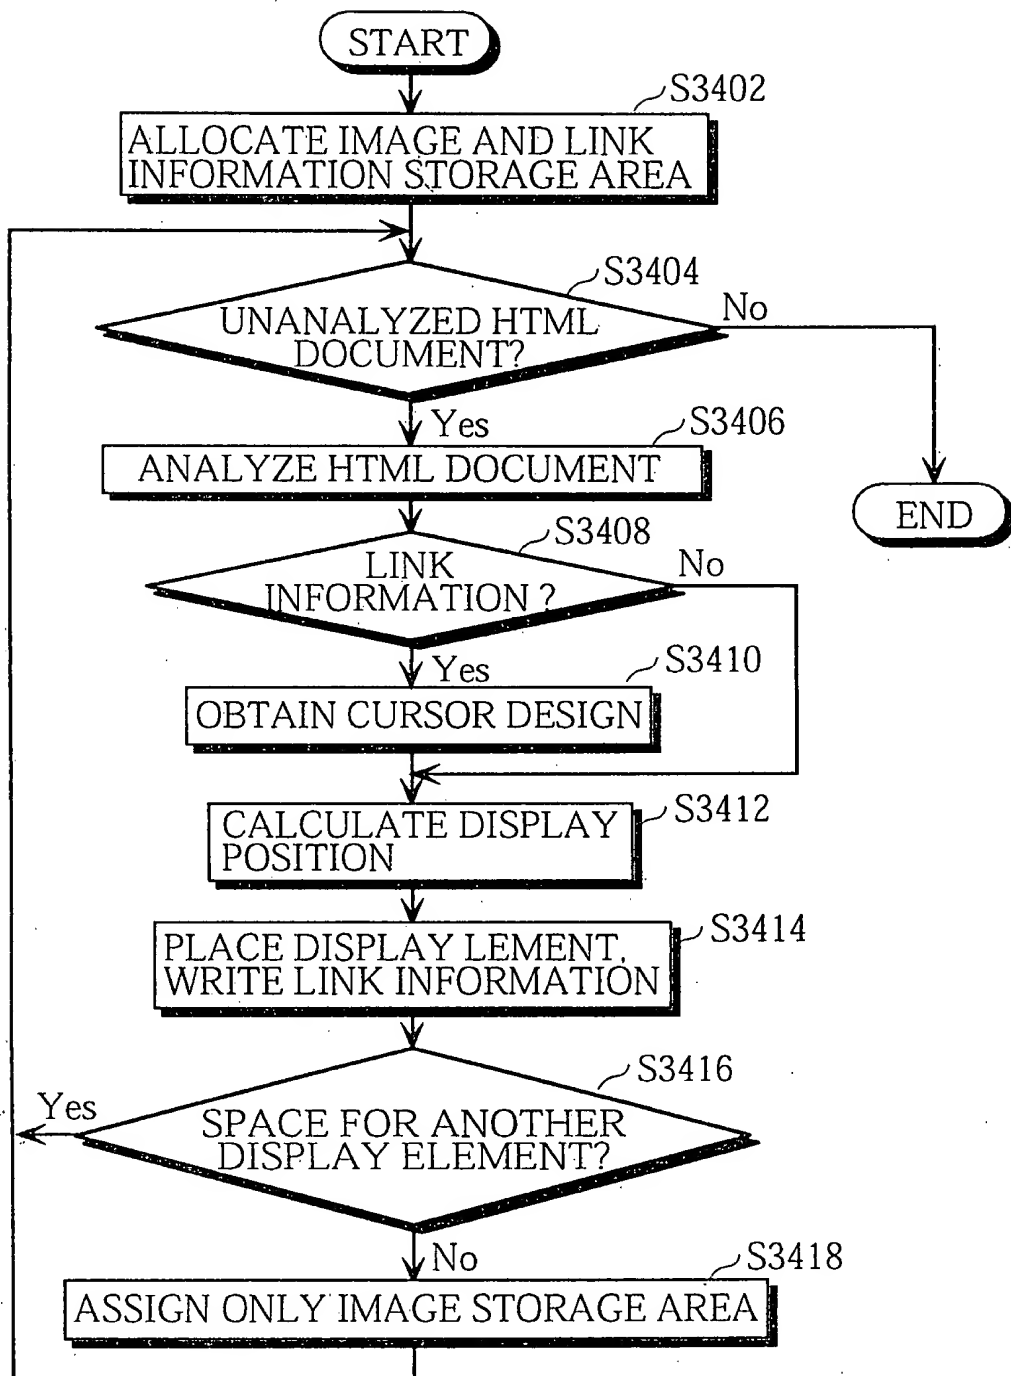 START
S3402
ALLOCATE IMAGE AND LINK
INFORMATION STORAGE AREA
S3404
UNANALYZED HTML
DOCUMENT?
No
Yes
S3406
ANALYZE HTML DOCUMENT
END
S3408
LINK
INFORMATION ?
No
Yes
S3410
OBTAIN CURSOR DESIGN
S3412
CALCULATE DISPLAY
POSITION
S3414
PLACE DISPLAY LEMENT,
WRITE LINK INFORMATION
S3416
Yes
SPACE FOR ANOTHER
DISPLAY ELEMENT?
No
S3418
ASSIGN ONLY IMAGE STORAGE AREA